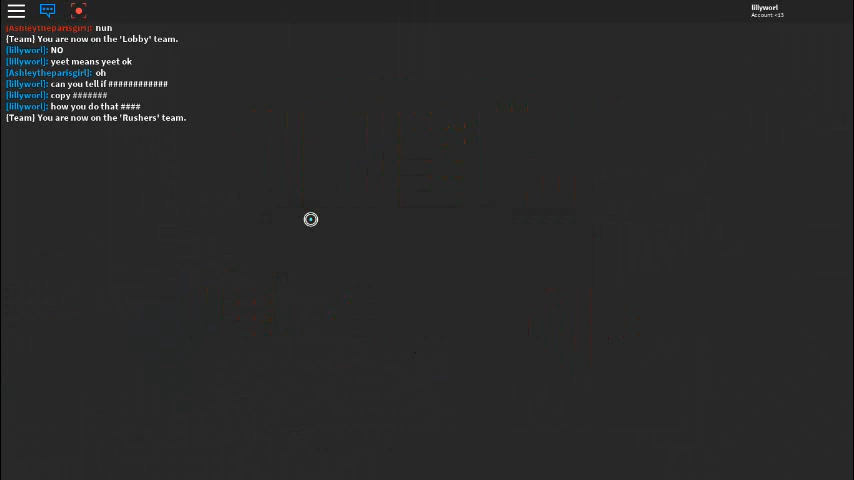 lillyworl
Account <13
[Ashleytheparisgirl]: nun
{Team} You are now on the 'Lobby' team.
[lillyworl]: NO
[lillyworl]: yeet means yeet ok
[Ashleytheparisgirl]: oh
[lillyworl]: can you tell if ############
[lillyworl]: copy #######
[lillyworl]: how you do that ####
{Team} You are now on the 'Rushers' team.